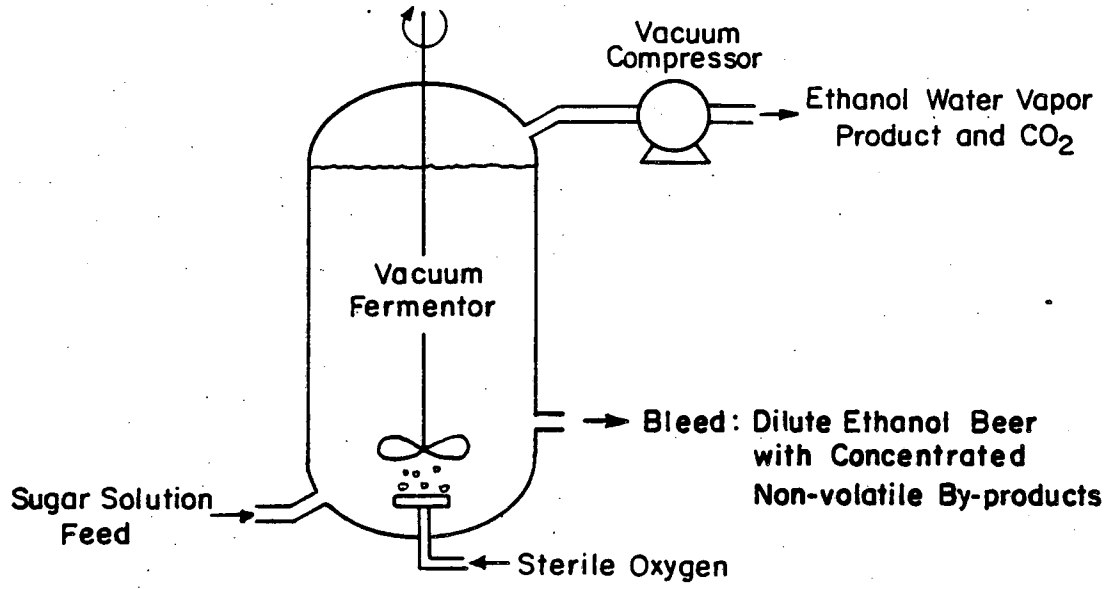 Vacuum
Compressor
Ethanol Water Vapor
Product and CO2
Vacuum
Fermentor
Bleed: Dilute Ethanol Beer
with Concentrated
Non-volatile By-products
Sugar Solution
Feed
Sterile Oxygen